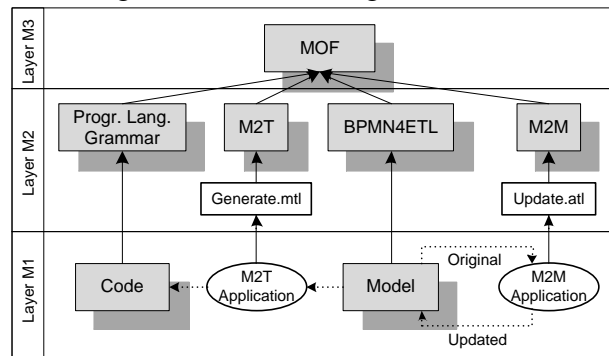 Layer M3
MOF
Layer M2
Progr. Lang.
Grammar
M2T
BPMN4ETL
M2M
Generate.mtl
Update.atl
Layer M1
Code
M2T
Application
Model
Original
Updated
M2M
Application